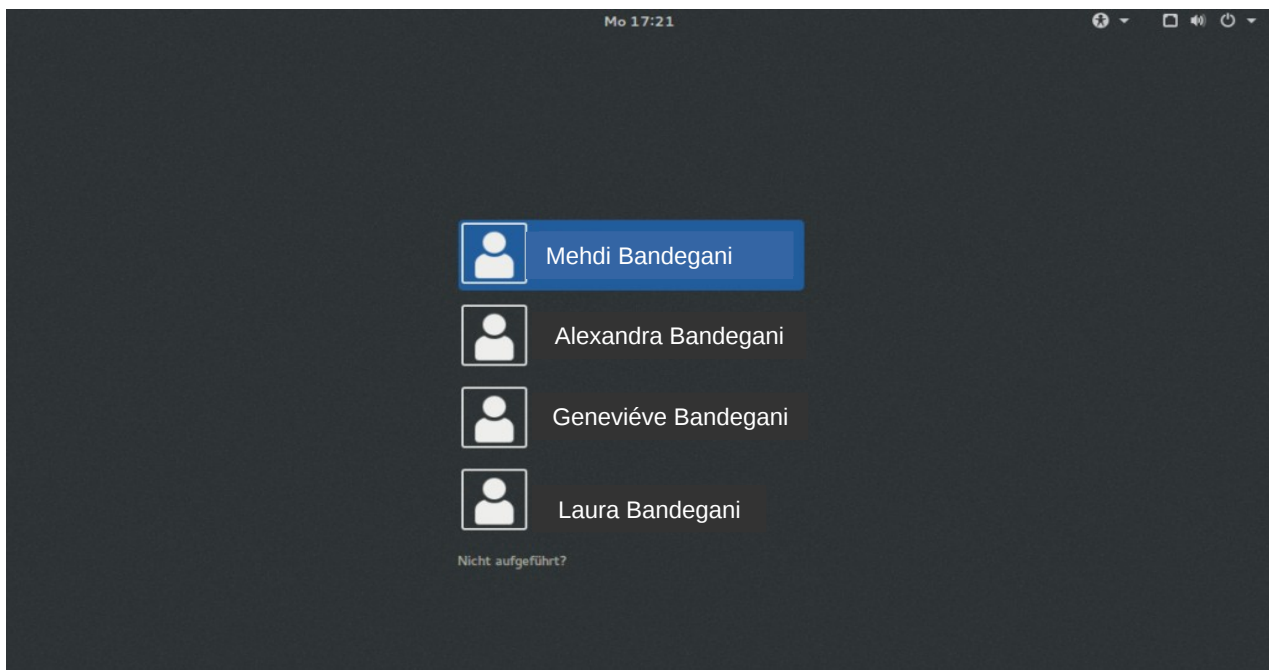 Mo 17:21
Mehdi Bandegani
Alexandra Bandegani
Geneviéve Bandegani
Laura Bandegani
Nicht aufgeführt?